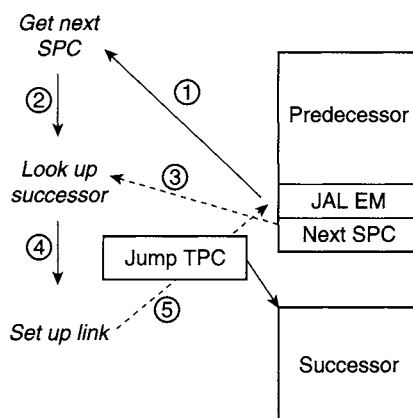 Get next
SPC
①
②
Predecessor
Look up
successor
③
JAL EM
Next SPC
④
Jump TPC
⑤
Set up link
Successor